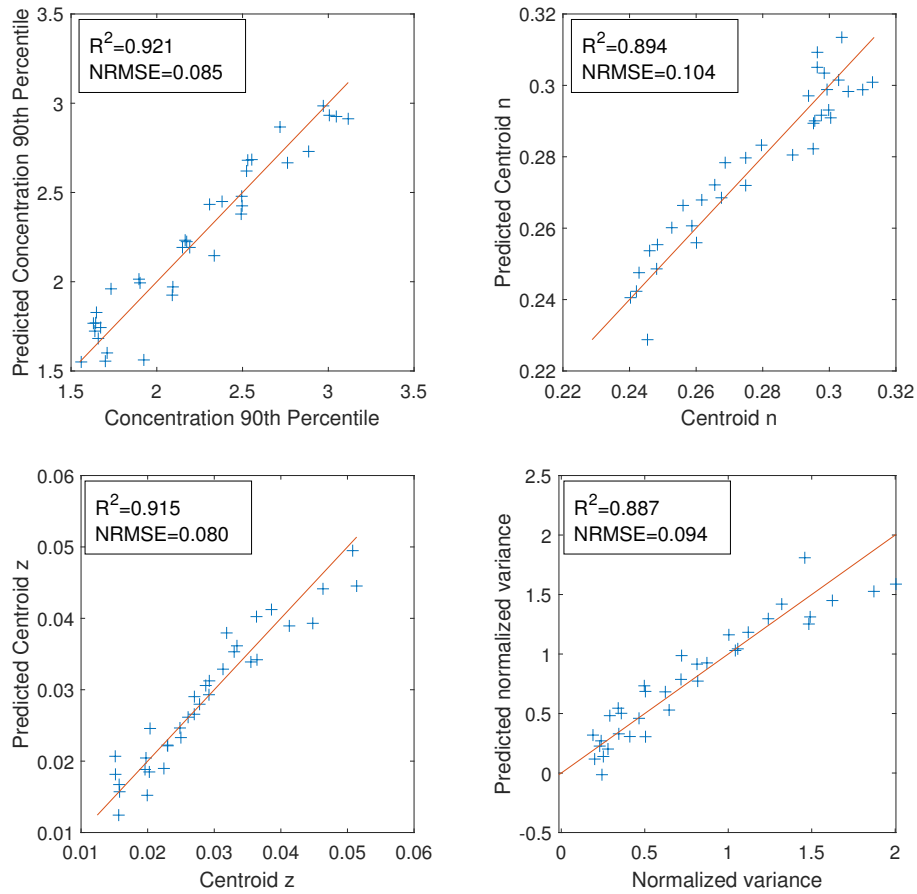 R²=0.921
NRMSE=0.085
3.5
3
2.5
2
1.5
1.5
2
2.5
3
3.5
Predicted Concentration 90th Percentile
Concentration 90th Percentile
R²=0.894
NRMSE=0.104
0.32
0.3
0.28
0.26
0.24
0.22
0.22
0.24
0.26
0.28
0.3
0.32
Predicted Centroid n
Centroid n
R²=0.915
NRMSE=0.080
0.06
0.05
0.04
0.03
0.02
0.01
0.01
0.02
0.03
0.04
0.05
0.06
Predicted Centroid z
Centroid z
R²=0.887
NRMSE=0.094
2.5
2
1.5
1
0.5
0
-0.5
0
0.5
1
1.5
2
Predicted normalized variance
Normalized variance